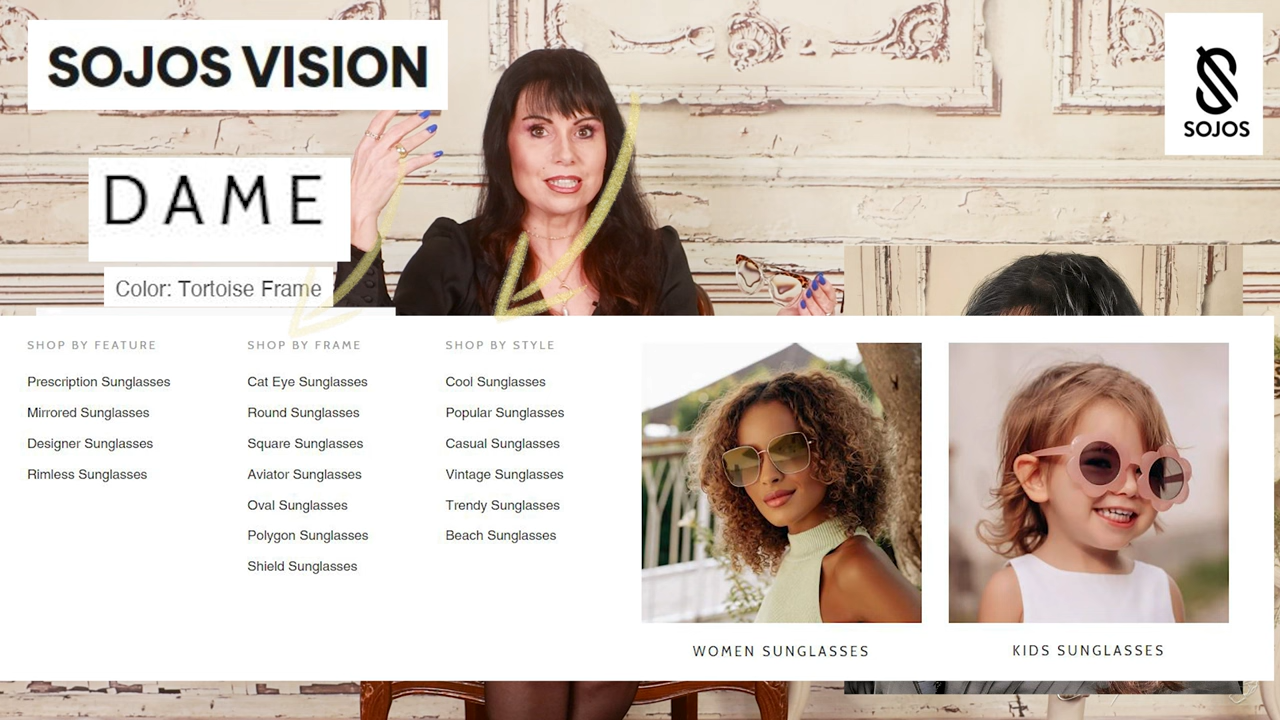 SOJOS VISION
SOJOS
DAME
Color: Tortoise Frame
SHOP BY FEATURE
Prescription Sunglasses
Mirrored Sunglasses
Designer Sunglasses
Rimless Sunglasses
SHOP BY FRAME
Cat Eye Sunglasses
Round Sunglasses
Square Sunglasses
Aviator Sunglasses
Oval Sunglasses
Polygon Sunglasses
Shield Sunglasses
SHOP BY STYLE
Cool Sunglasses
Popular Sunglasses
Casual Sunglasses
Vintage Sunglasses
Trendy Sunglasses
Beach Sunglasses
WOMEN SUNGLASSES
KIDS SUNGLASSES